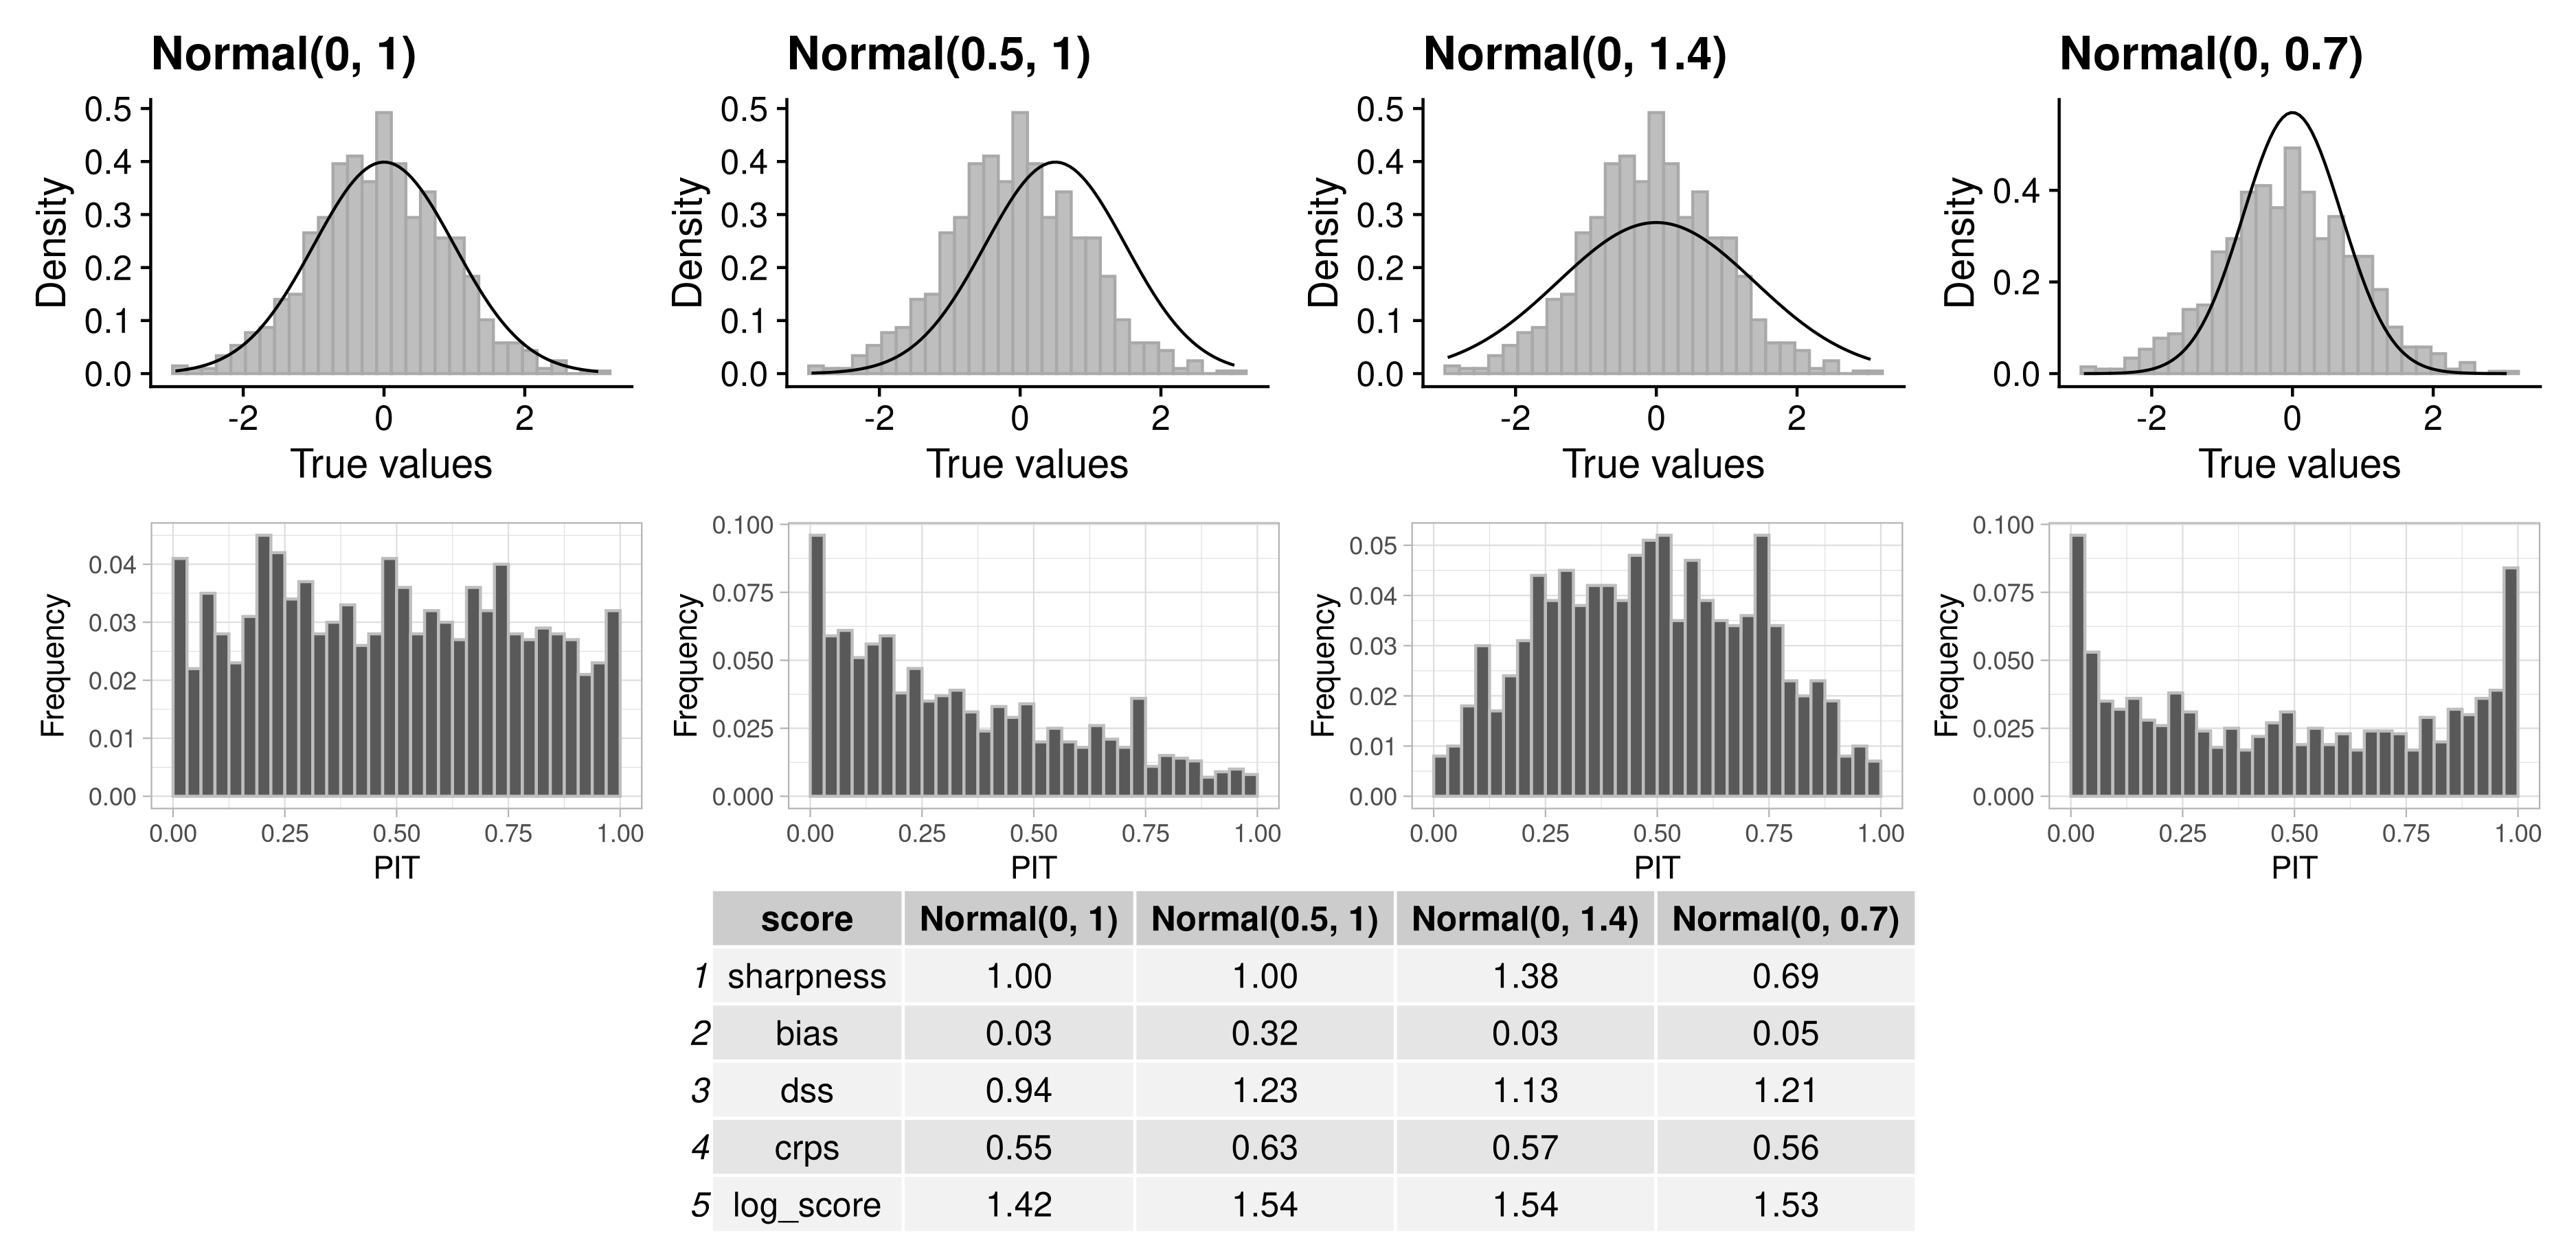 Normal(0, 1) Normal(0.5, 1) Normal(0, 1.4) Normal(0, 0.7)
Density
0.5
0.4
0.3
0.2
0.1
0.0
-2 0 2
True values
Density
0.5
0.4
0.3
0.2
0.1
0.0
-2 0 2
True values
Density
0.5
0.4
0.3
0.2
0.1
0.0
-2 0 2
True values
Density
0.4
0.2
0.0
-2 0 2
True values
Frequency
0.04
0.03
0.02
0.01
0.00
0.00 0.25 0.50 0.75 1.00
PIT
Frequency
0.100
0.075
0.050
0.025
0.000
0.00 0.25 0.50 0.75 1.00
PIT
Frequency
0.05
0.04
0.03
0.02
0.01
0.00
0.00 0.25 0.50 0.75 1.00
PIT
Frequency
0.100
0.075
0.050
0.025
0.000
0.00 0.25 0.50 0.75 1.00
PIT
score Normal(0, 1) Normal(0.5, 1) Normal(0, 1.4) Normal(0, 0.7)
1 sharpness 1.00 1.00 1.38 0.69
2 bias 0.03 0.32 0.03 0.05
3 dss 0.94 1.23 1.13 1.21
4 crps 0.55 0.63 0.57 0.56
5 log_score 1.42 1.54 1.54 1.53